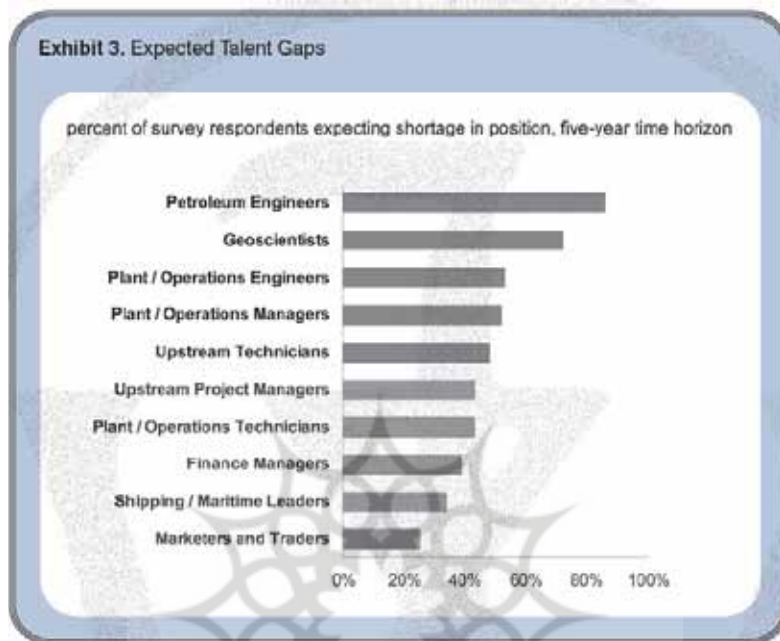 Exhibit 3. Expected Talent Gaps
percent of survey respondents expecting shortage in position, five-year time horizon
Petroleum Engineers
Geoscientists
Plant / Operations Engineers
Plant / Operations Managers
Upstream Technicians
Upstream Project Managers
Plant / Operations Technicians
Finance Managers
Shipping / Maritime Leaders
Marketers and Traders
0% 20% 40% 60% 80% 100%